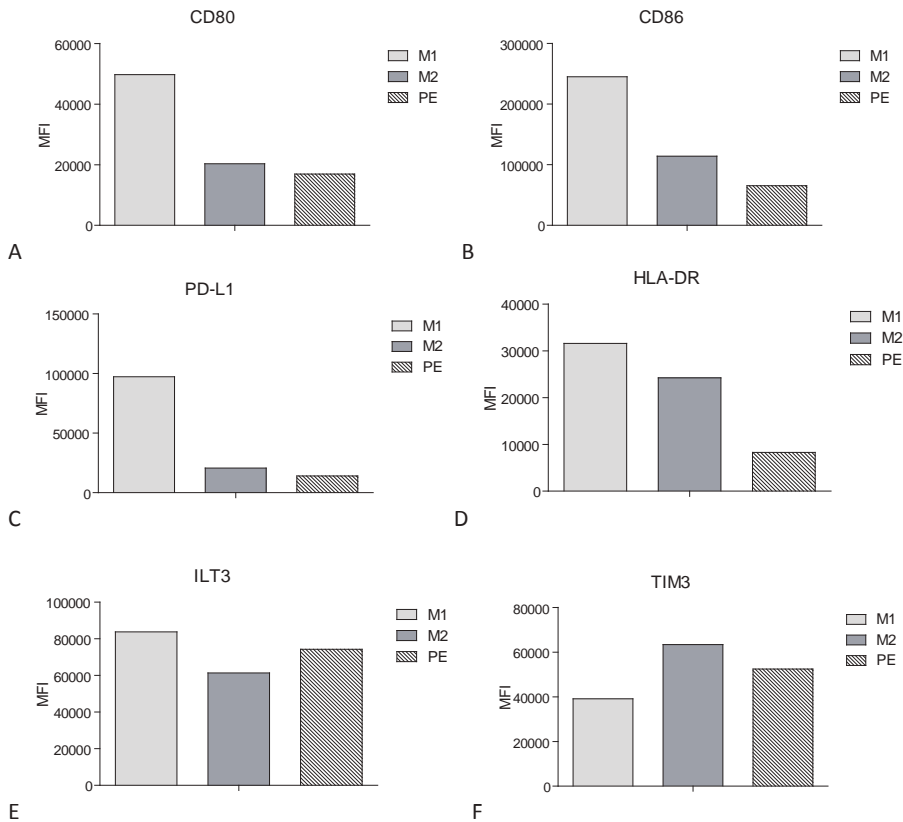 CD80
60000
40000
20000
0
MFI
M1
M2
PE
A
CD86
300000
200000
100000
0
MFI
M1
M2
PE
B
PD-L1
150000
100000
50000
0
MFI
M1
M2
PE
C
HLA-DR
40000
30000
20000
10000
0
MFI
M1
M2
PE
D
ILT3
100000
80000
60000
40000
20000
0
MFI
M1
M2
PE
E
TIM3
80000
60000
40000
20000
0
MFI
M1
M2
PE
F